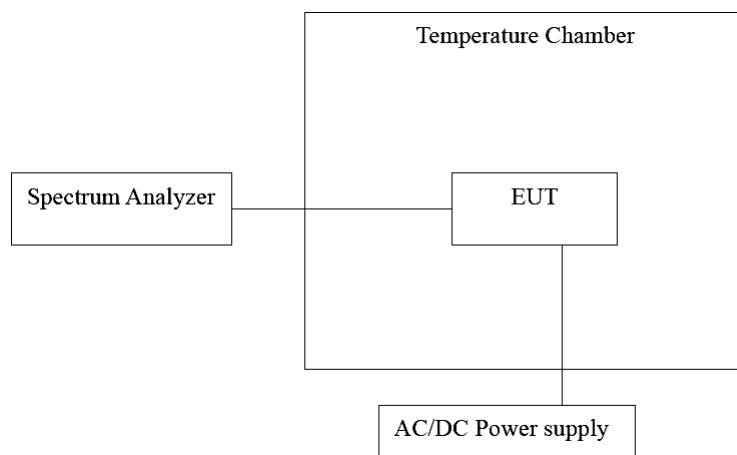 Temperature Chamber
Spectrum Analyzer
EUT
AC/DC Power supply